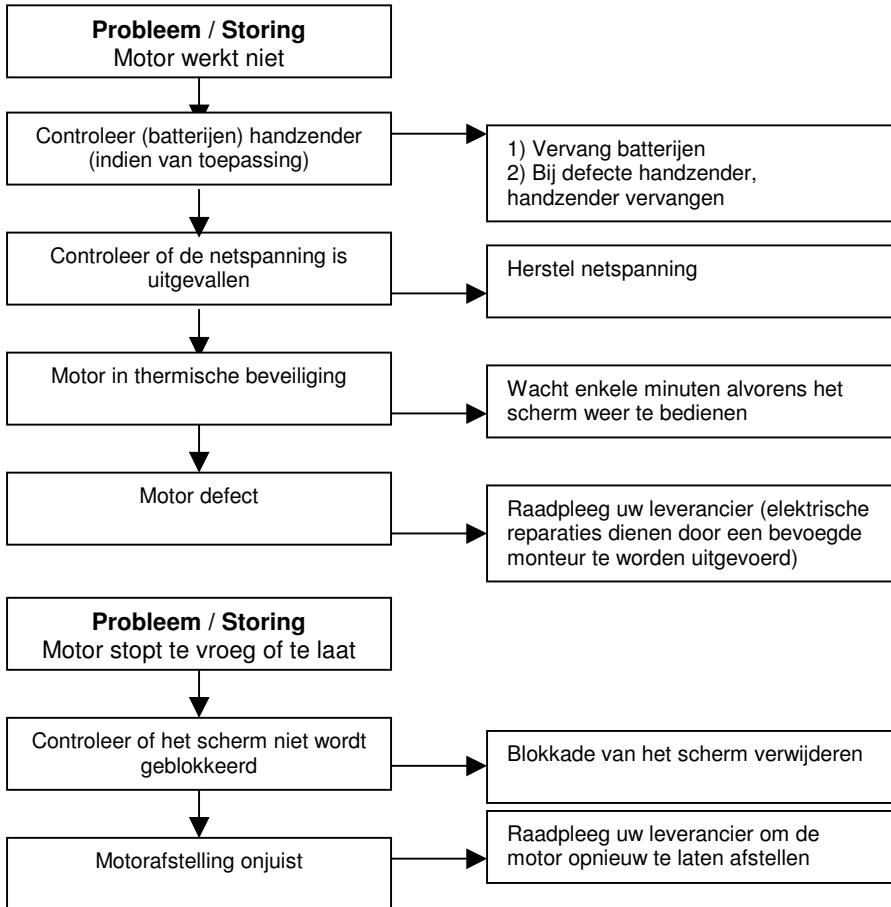 Probleem / Storing
Motor werkt niet
Controleer (batterijen) handzender
(indien van toepassing)
1) Vervang batterijen
2) Bij defecte handzender,
handzender vervangen
Controleer of de netspanning is
uitgevallen
Herstel netspanning
Motor in thermische beveiliging
Wacht enkele minuten alvorens het
scherm weer te bedienen
Motor defect
Raadpleeg uw leverancier (elektrische
reparaties dienen door een bevoegde
monteur te worden uitgevoerd)
Probleem / Storing
Motor stopt te vroeg of te laat
Controleer of het scherm niet wordt
geblokkeerd
Blokkade van het scherm verwijderen
Motorafstelling onjuist
Raadpleeg uw leverancier om de
motor opnieuw te laten afstellen